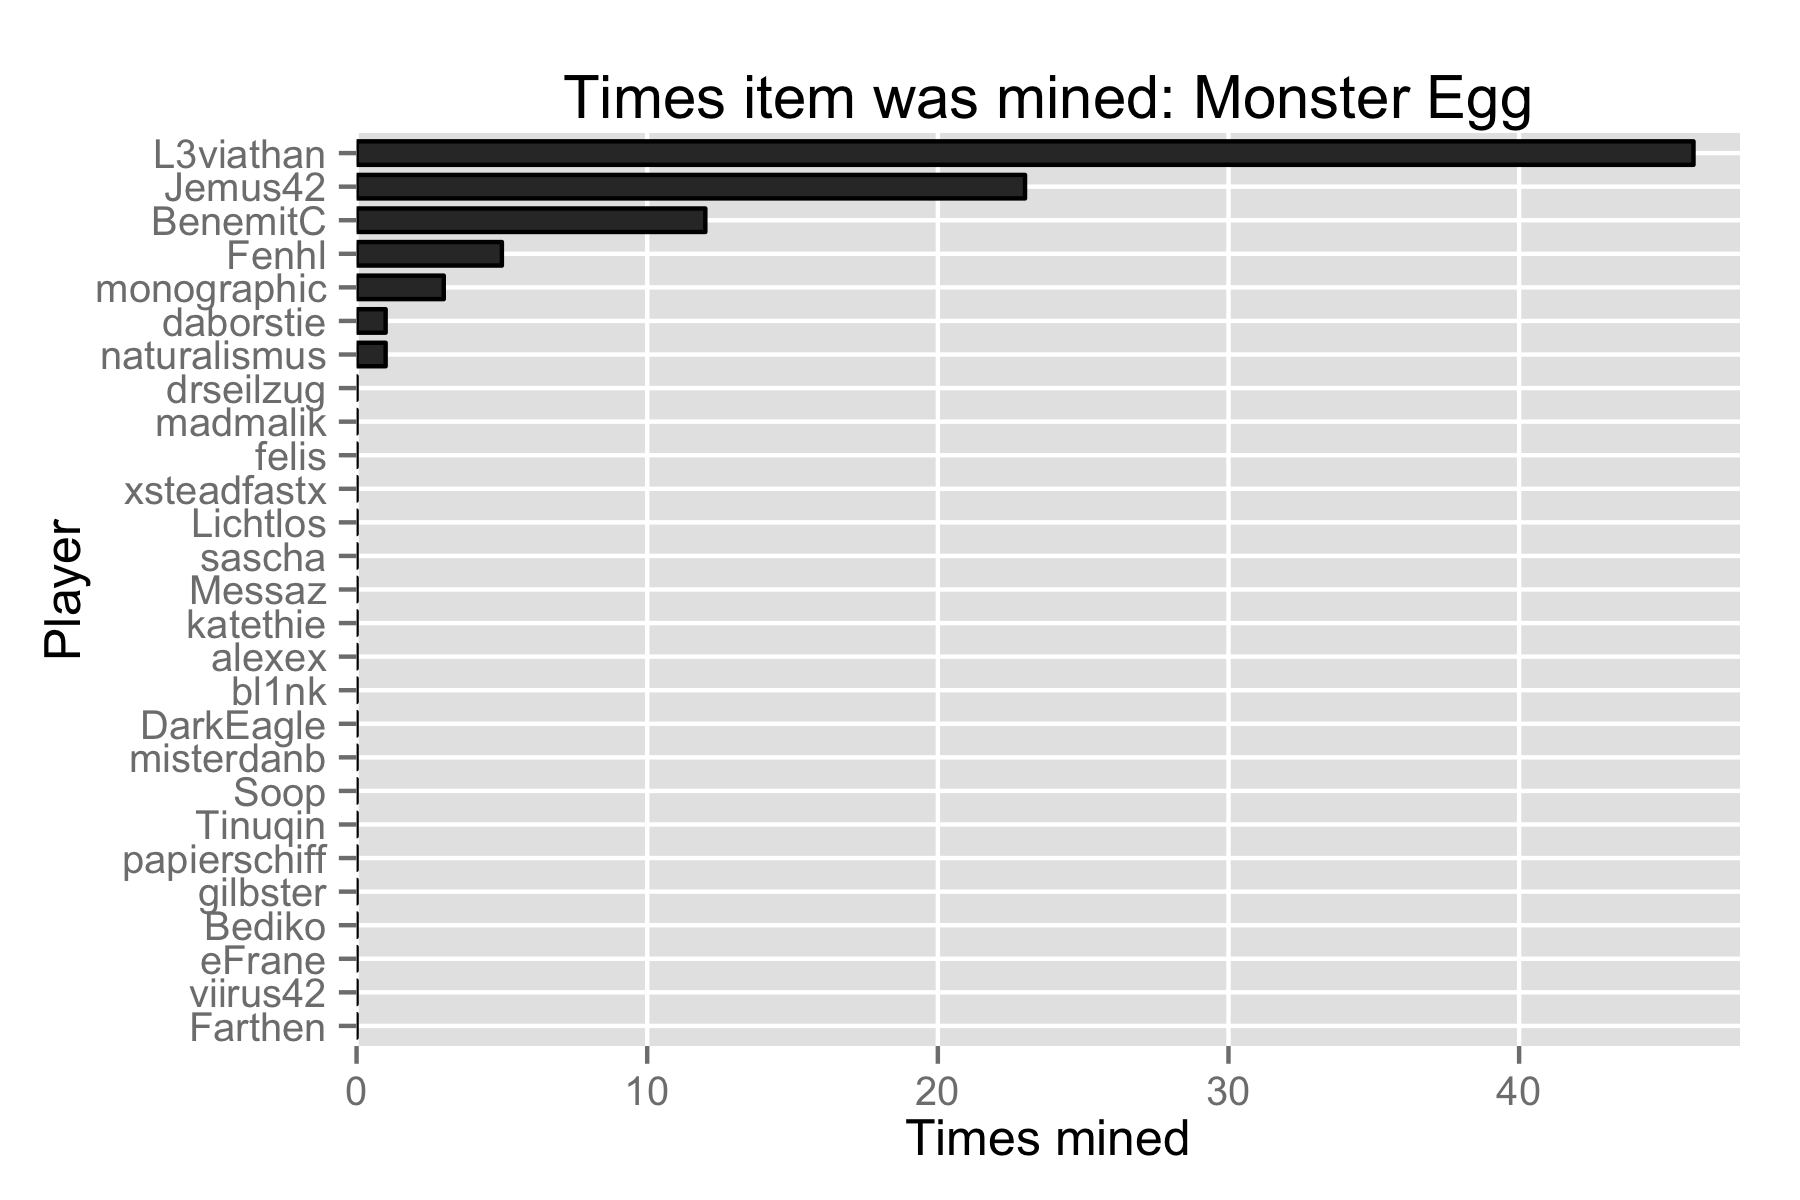 Times item was mined: Monster Egg
L3viathan
Jemus42
BenemitC
Fenhl
monographic
daborstie
naturalismus
drseilzug
madmalik
felis
xsteadfastx
Lichtlos
sascha
Messaz
katethie
alexex
bl1nk
DarkEagle
misterdanb
Soop
Tinuqin
papierschiff
gilbster
Bediko
eFrane
viirus42
Farthen
Player
0 10 20 30 40
Times mined